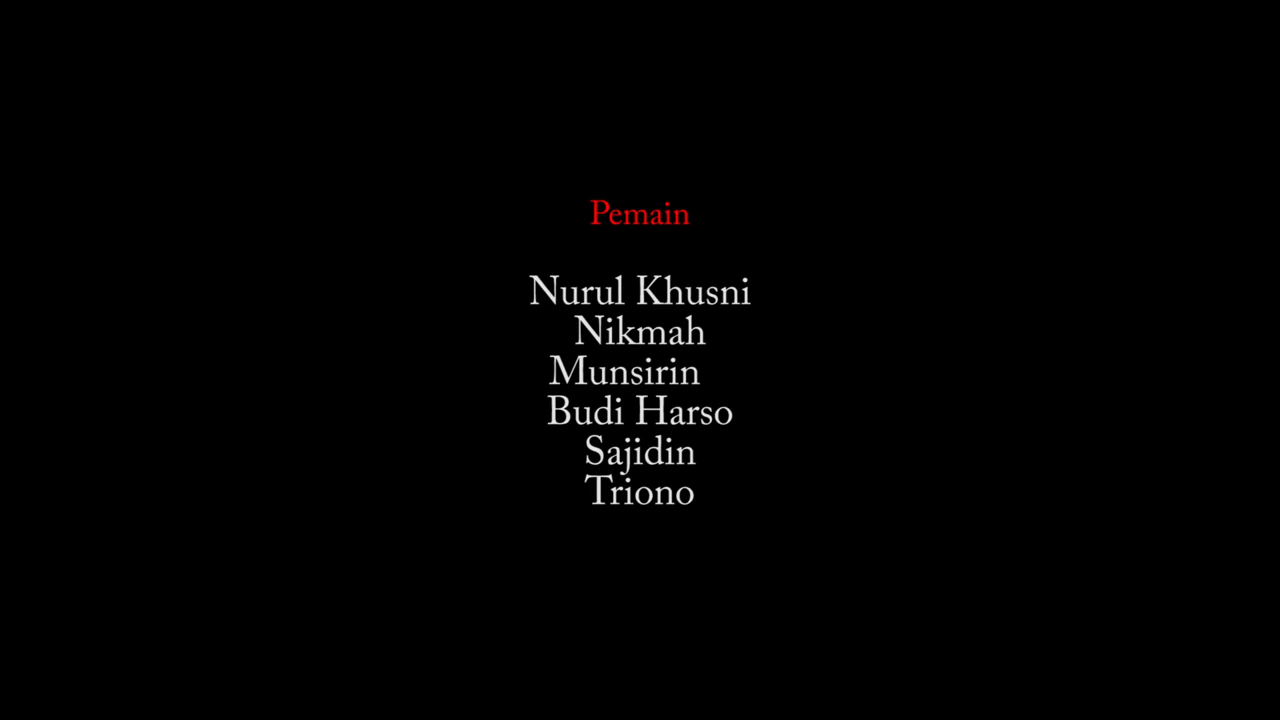 Pemain
Nurul Khusni
Nikmah
Munsirin
Budi Harso
Sajidin
Triono